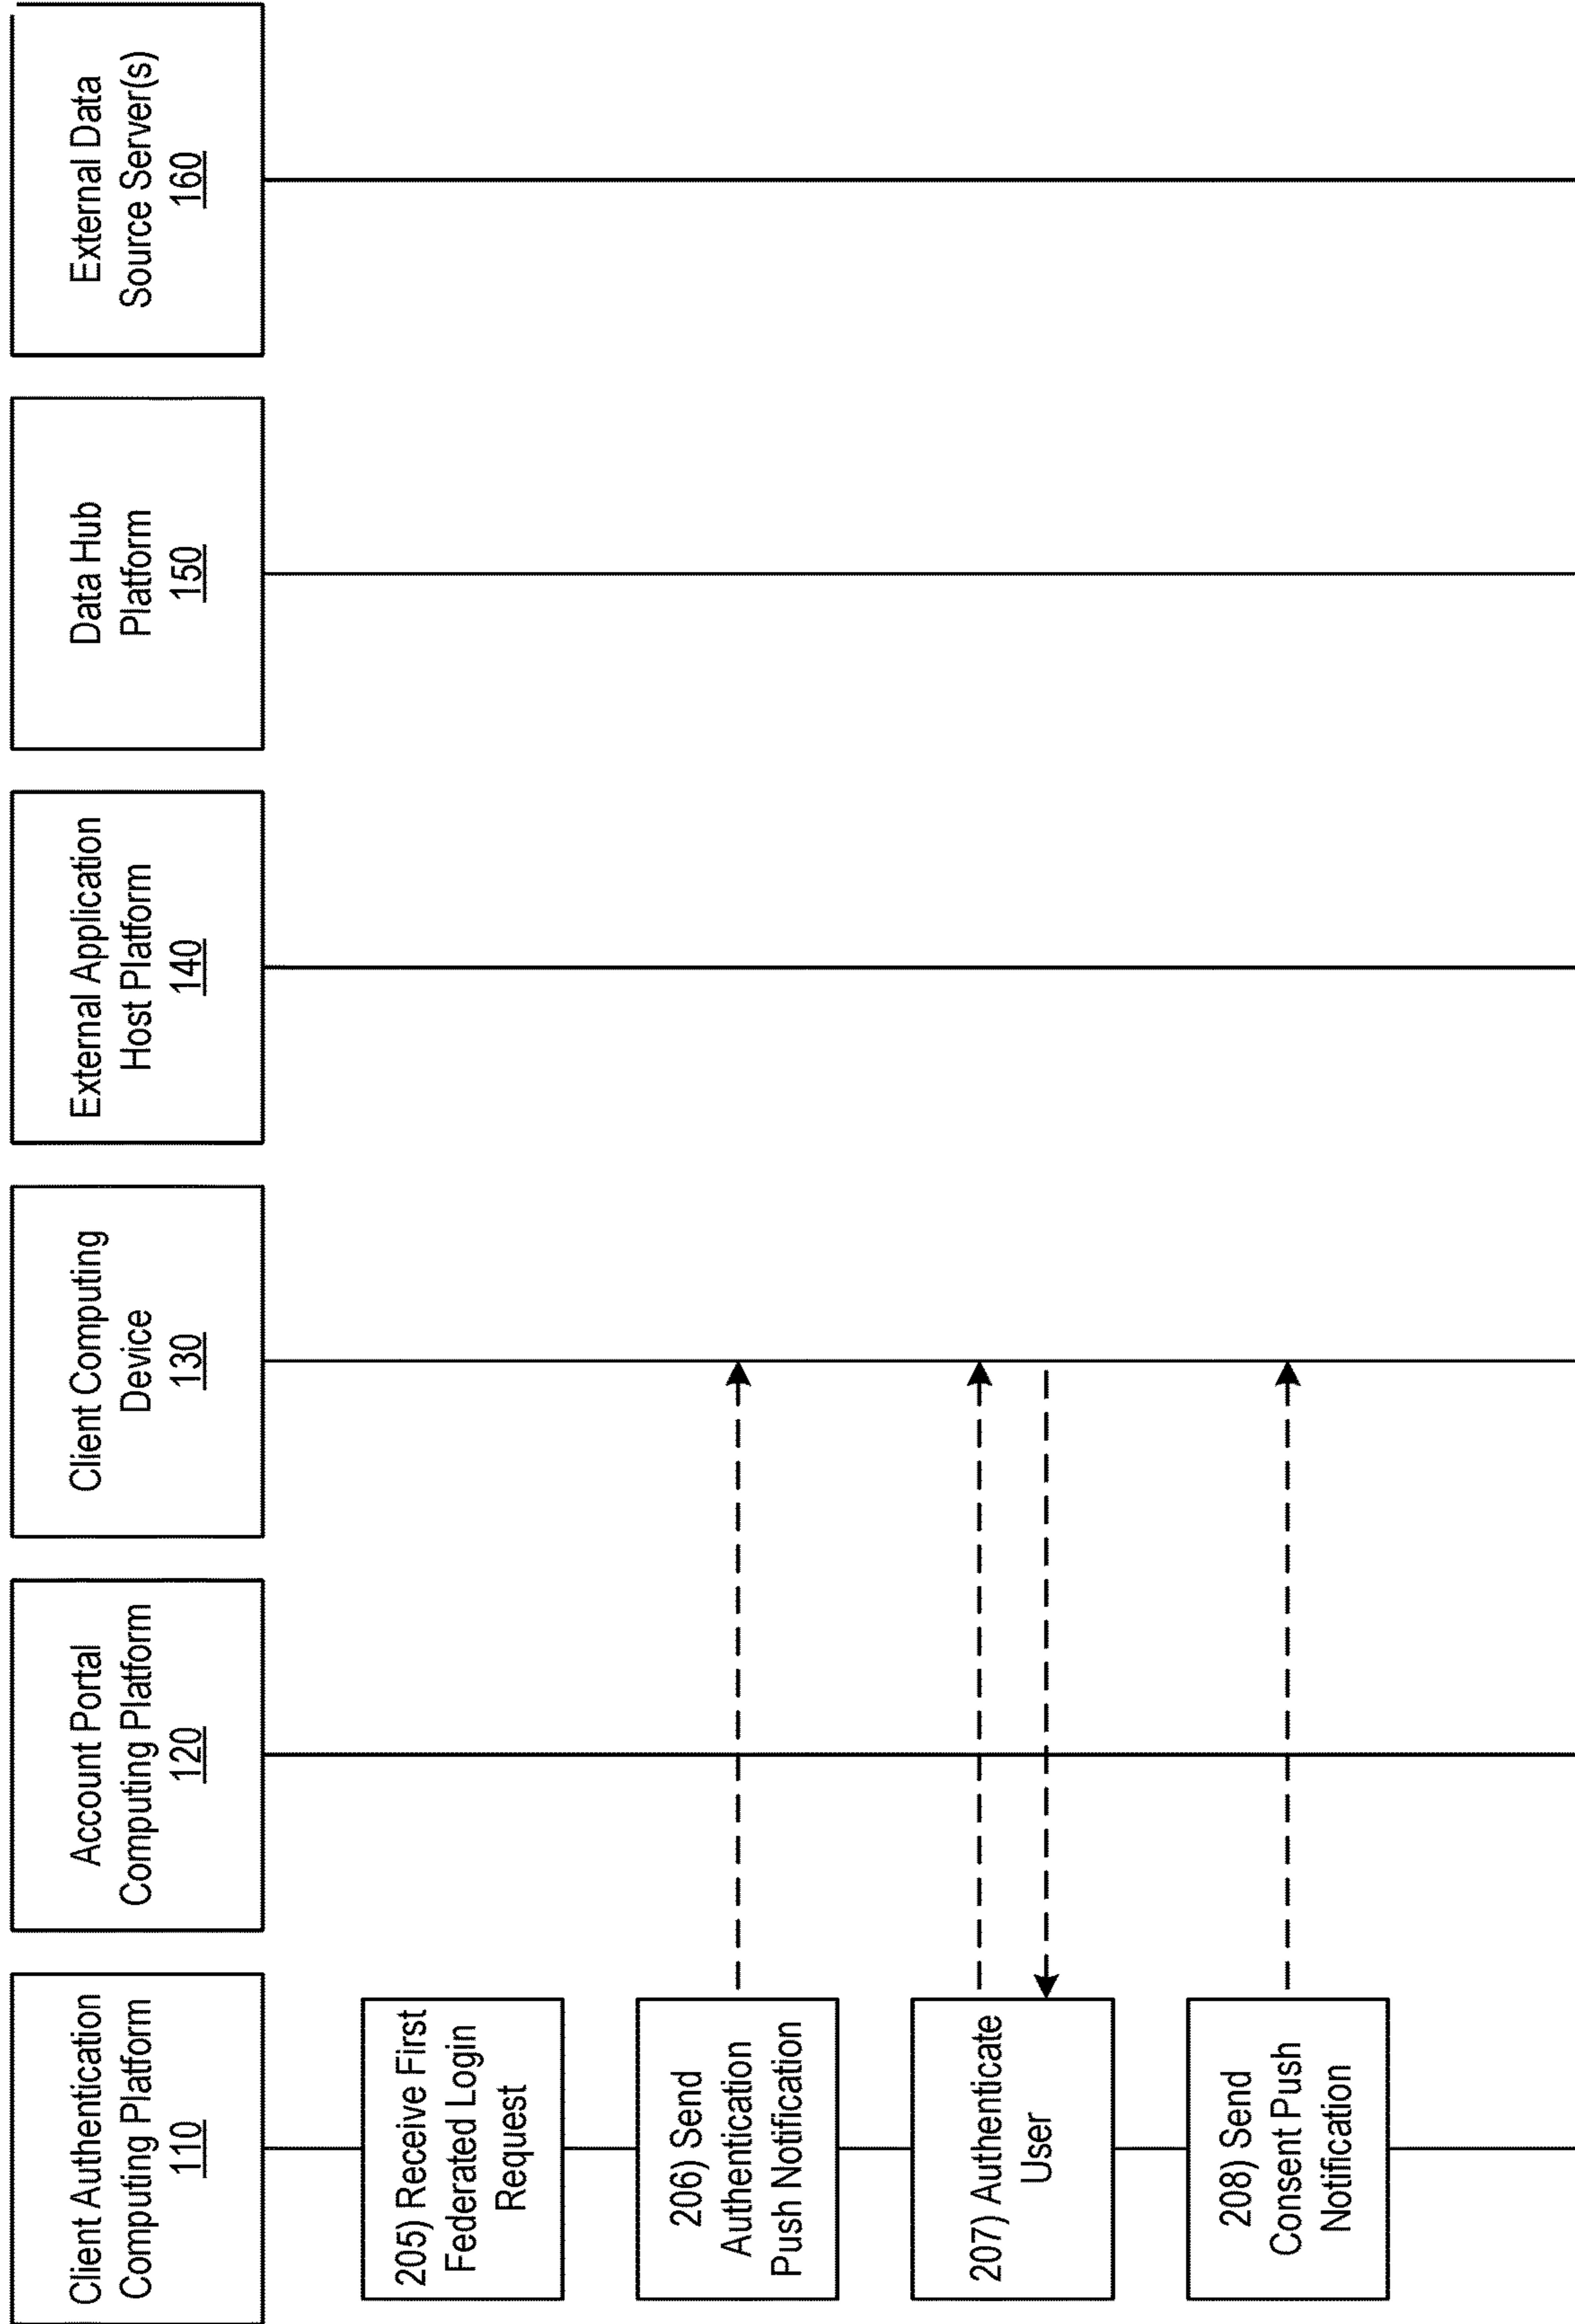 Client Authentication
Computing Platform
110
Account Portal
Computing Platform
120
Client Computing
Device
130
External Application
Host Platform
140
Data Hub
Platform
150
External Data
Source Server(s)
160
205) Receive First
Federated Login
Request
206) Send
Authentication
Push Notification
207) Authenticate
User
208) Send
Consent Push
Notification